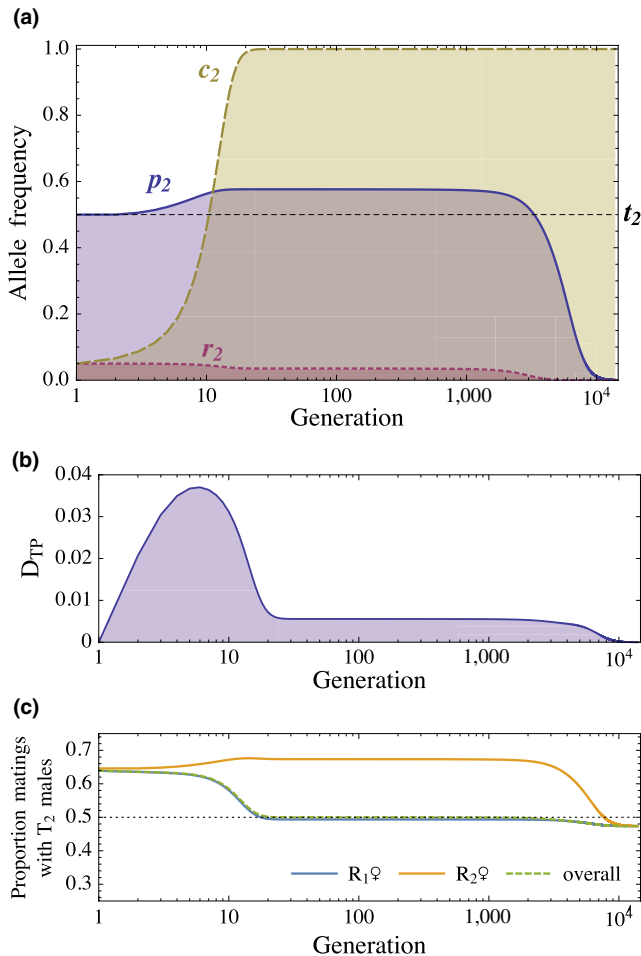 (a)
1.0
0.8
0.6
0.4
0.2
0.0
Allele frequency
c₂
p₂
t₂
r₂
1 10 100 1,000 10⁴
Generation
(b)
0.04
0.03
0.02
0.01
0
D_TP
1 10 100 1,000 10⁴
Generation
(c)
0.7
0.6
0.5
0.4
0.3
Proportion matings
with T₂ males
R₁♀ R₂♀ overall
1 10 100 1,000 10⁴
Generation